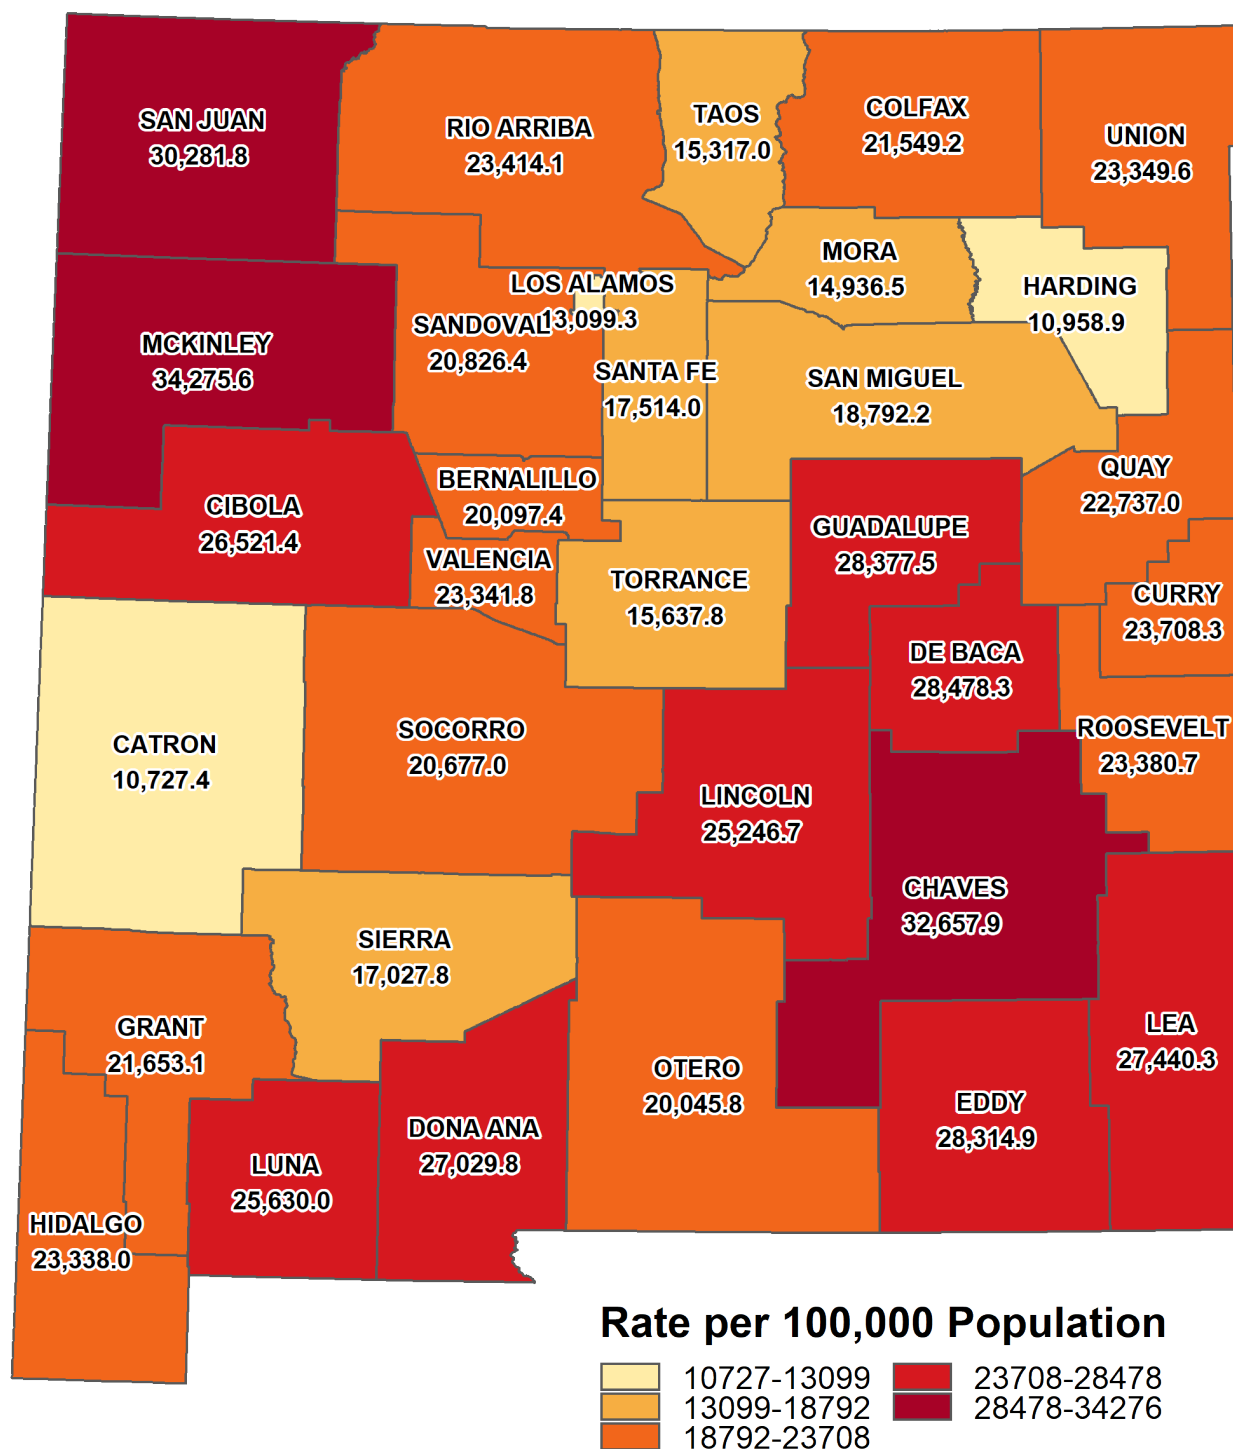 SAN JUAN
30,281.8
RIO ARRIBA
23,414.1
TAOS
15,317.0
COLFAX
21,549.2
UNION
23,349.6
MORA
14,936.5
HARDING
10,958.9
LOS ALAMOS
13,099.3
SANDOVAL
20,826.4
MCKINLEY
34,275.6
SANTA FE
17,514.0
SAN MIGUEL
18,792.2
QUAY
22,737.0
BERNALILLO
20,097.4
CIBOLA
26,521.4
GUADALUPE
28,377.5
VALENCIA
23,341.8
TORRANCE
15,637.8
CURRY
23,708.3
DE BACA
28,478.3
CATRON
10,727.4
SOCORRO
20,677.0
ROOSEVELT
23,380.7
LINCOLN
25,246.7
CHAVES
32,657.9
SIERRA
17,027.8
GRANT
21,653.1
LEA
27,440.3
OTERO
20,045.8
EDDY
28,314.9
DONA ANA
27,029.8
LUNA
25,630.0
HIDALGO
23,338.0
Rate per 100,000 Population
10727-13099
13099-18792
18792-23708
23708-28478
28478-34276